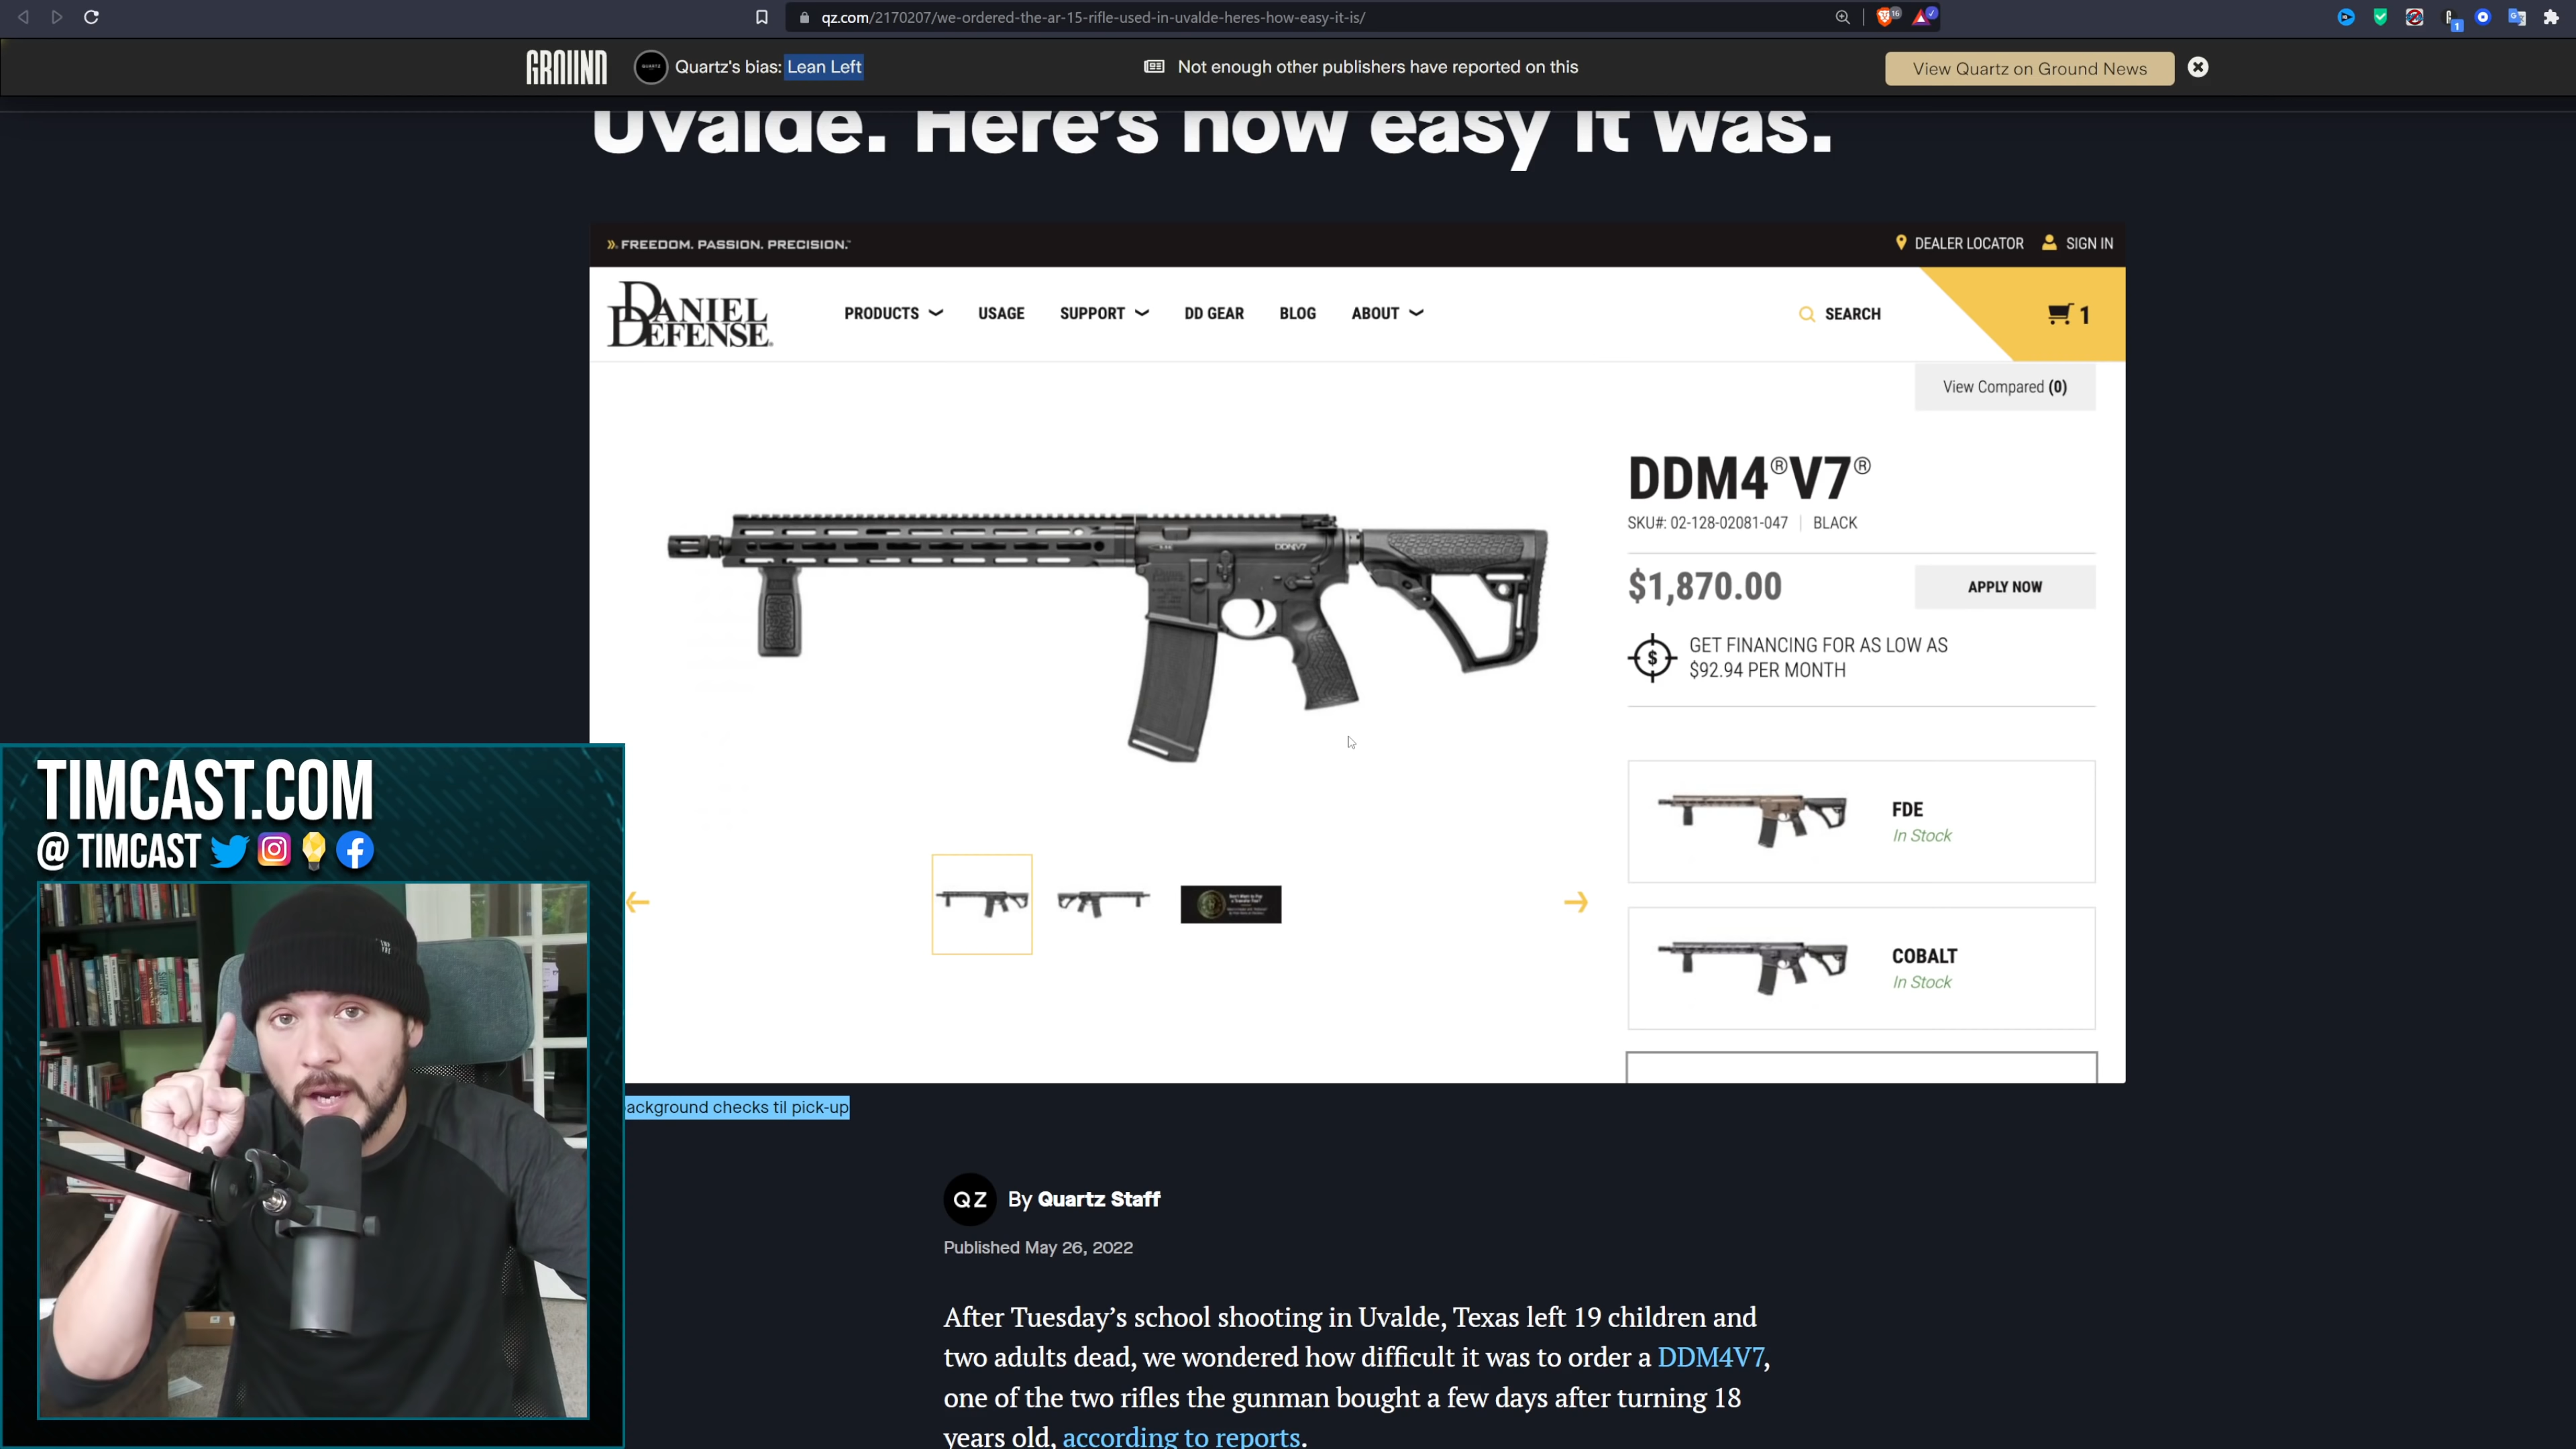 qz.com/2170207/we-ordered-the-ar-15-rifle-used-in-uvalde-heres-how-easy-it-is/
16
1
GROUND
QUARTZ
Quartz's bias: Lean Left
Not enough other publishers have reported on this
View Quartz on Ground News
Uvalde. Here's how easy it was.
FREEDOM. PASSION. PRECISION.™
DEALER LOCATOR
SIGN IN
DANIEL DEFENSE®
PRODUCTS
USAGE
SUPPORT
DD GEAR
BLOG
ABOUT
SEARCH
1
View Compared (0)
DDM4®V7®
SKU#: 02-128-02081-047 | BLACK
$1,870.00
APPLY NOW
GET FINANCING FOR AS LOW AS
$92.94 PER MONTH
FDE
In Stock
COBALT
In Stock
TIMCAST.COM
@ TIMCAST
ackground checks til pick-up
QZ
By Quartz Staff
Published May 26, 2022
After Tuesday's school shooting in Uvalde, Texas left 19 children and
two adults dead, we wondered how difficult it was to order a DDM4V7,
one of the two rifles the gunman bought a few days after turning 18
years old, according to reports.